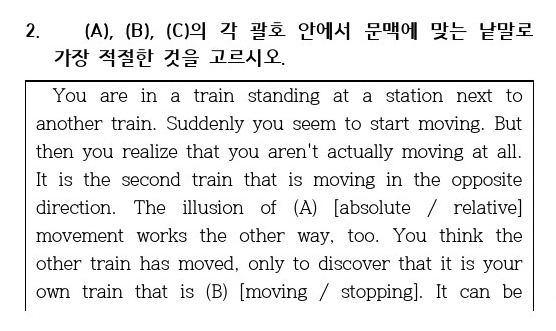 2. (A), (B), (C)의 각 괄호 안에서 문맥에 맞는 낱말로
가장 적절한 것을 고르시오.
You are in a train standing at a station next to
another train. Suddenly you seem to start moving. But
then you realize that you aren't actually moving at all.
It is the second train that is moving in the opposite
direction. The illusion of (A) [absolute / relative]
movement works the other way, too. You think the
other train has moved, only to discover that it is your
own train that is (B) [moving / stopping]. It can be